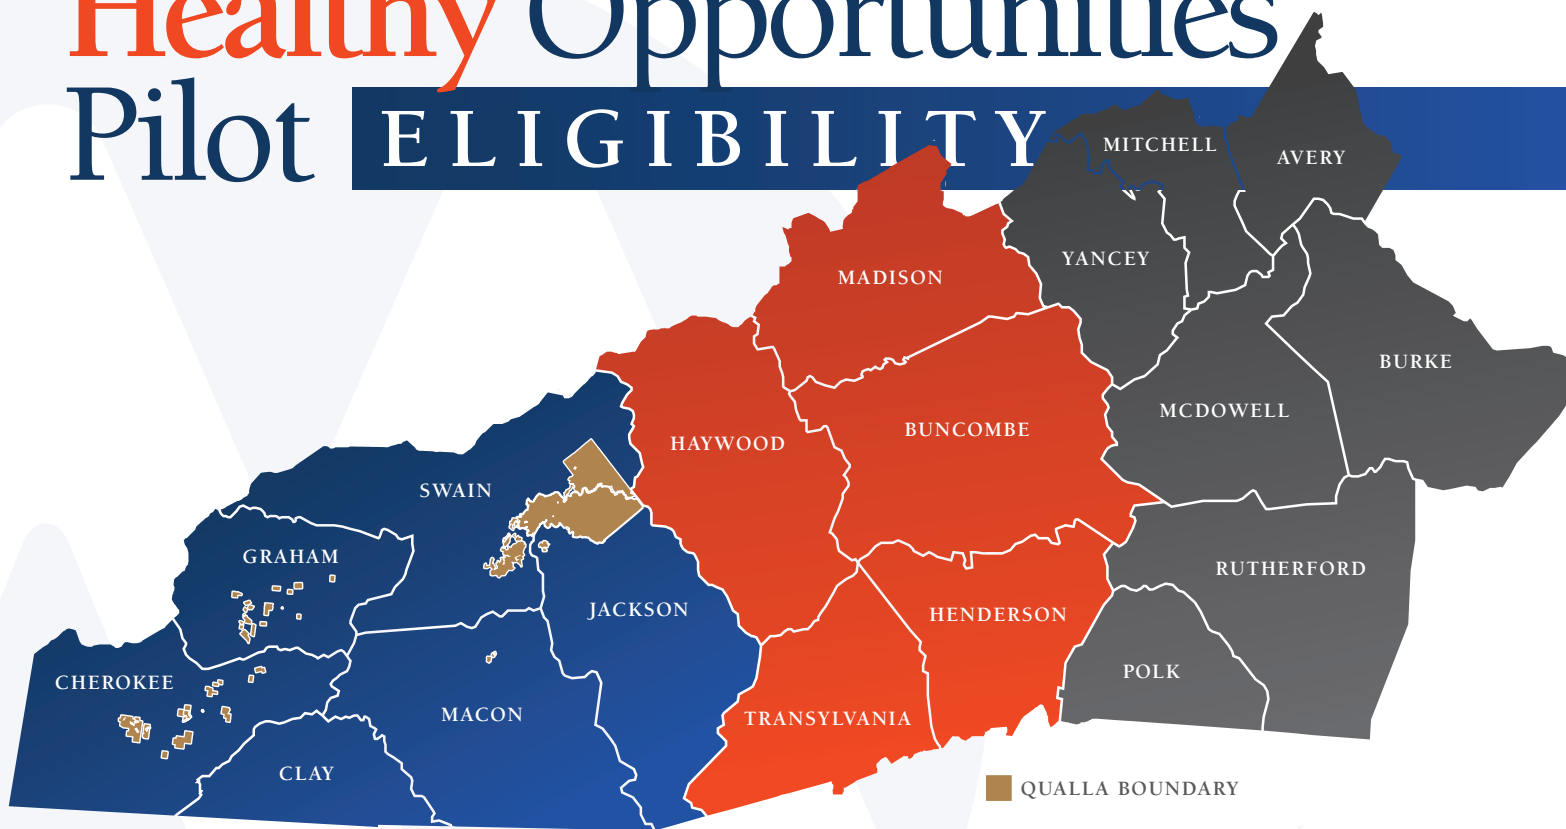 Healthy Opportunities
Pilot ELIGIBILITY
MITCHELL
AVERY
YANCEY
MADISON
BURKE
MCDOWELL
BUNCOMBE
HAYWOOD
SWAIN
GRAHAM
RUTHERFORD
JACKSON
HENDERSON
POLK
CHEROKEE
MACON
TRANSYLVANIA
CLAY
QUALLA BOUNDARY